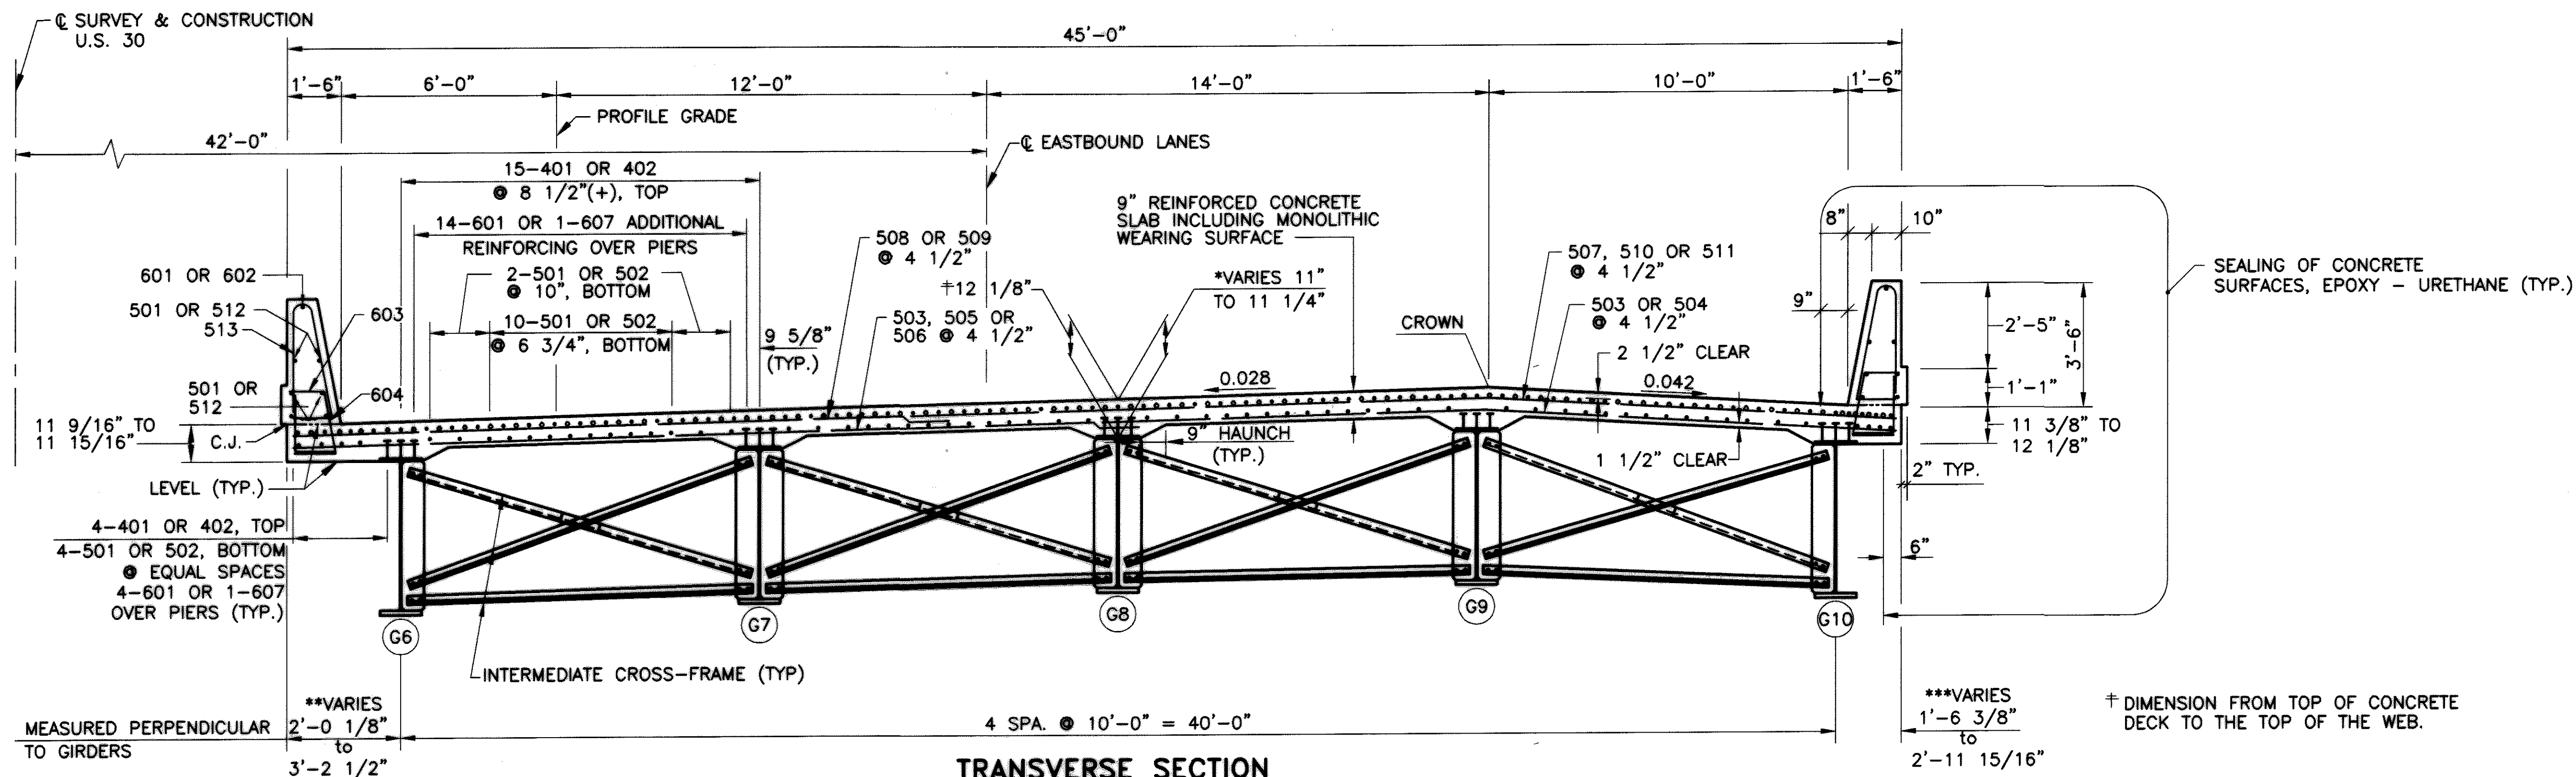 ℄ SURVEY & CONSTRUCTION
U.S. 30
45'-0"
1'-6"
6'-0"
12'-0"
14'-0"
10'-0"
1'-6"
PROFILE GRADE
42'-0"
℄ EASTBOUND LANES
15-401 OR 402
@ 8 1/2"(+), TOP
14-601 OR 1-607 ADDITIONAL
REINFORCING OVER PIERS
2-501 OR 502
@ 10", BOTTOM
10-501 OR 502
@ 6 3/4", BOTTOM
9 5/8"
(TYP.)
508 OR 509
@ 4 1/2"
503, 505 OR
506 @ 4 1/2"
‡12 1/8"
9" REINFORCED CONCRETE
SLAB INCLUDING MONOLITHIC
WEARING SURFACE
*VARIES 11"
TO 11 1/4"
CROWN
507, 510 OR 511
@ 4 1/2"
503 OR 504
@ 4 1/2"
2 1/2" CLEAR
0.028
0.042
9" HAUNCH
(TYP.)
1 1/2" CLEAR
8"
10"
9"
SEALING OF CONCRETE
SURFACES, EPOXY - URETHANE (TYP.)
2'-5"
3'-6"
1'-1"
11 3/8" TO
12 1/8"
2" TYP.
6"
601 OR 602
501 OR 512
513
603
501 OR
512
604
11 9/16" TO
11 15/16"
C.J.
LEVEL (TYP.)
4-401 OR 402, TOP
4-501 OR 502, BOTTOM
@ EQUAL SPACES
4-601 OR 1-607
OVER PIERS (TYP.)
G6
G7
G8
G9
G10
INTERMEDIATE CROSS-FRAME (TYP)
MEASURED PERPENDICULAR
TO GIRDERS
**VARIES
2'-0 1/8"
to
3'-2 1/2"
4 SPA. @ 10'-0" = 40'-0"
***VARIES
1'-6 3/8"
to
2'-11 15/16"
‡ DIMENSION FROM TOP OF CONCRETE
DECK TO THE TOP OF THE WEB.
TRANSVERSE SECTION